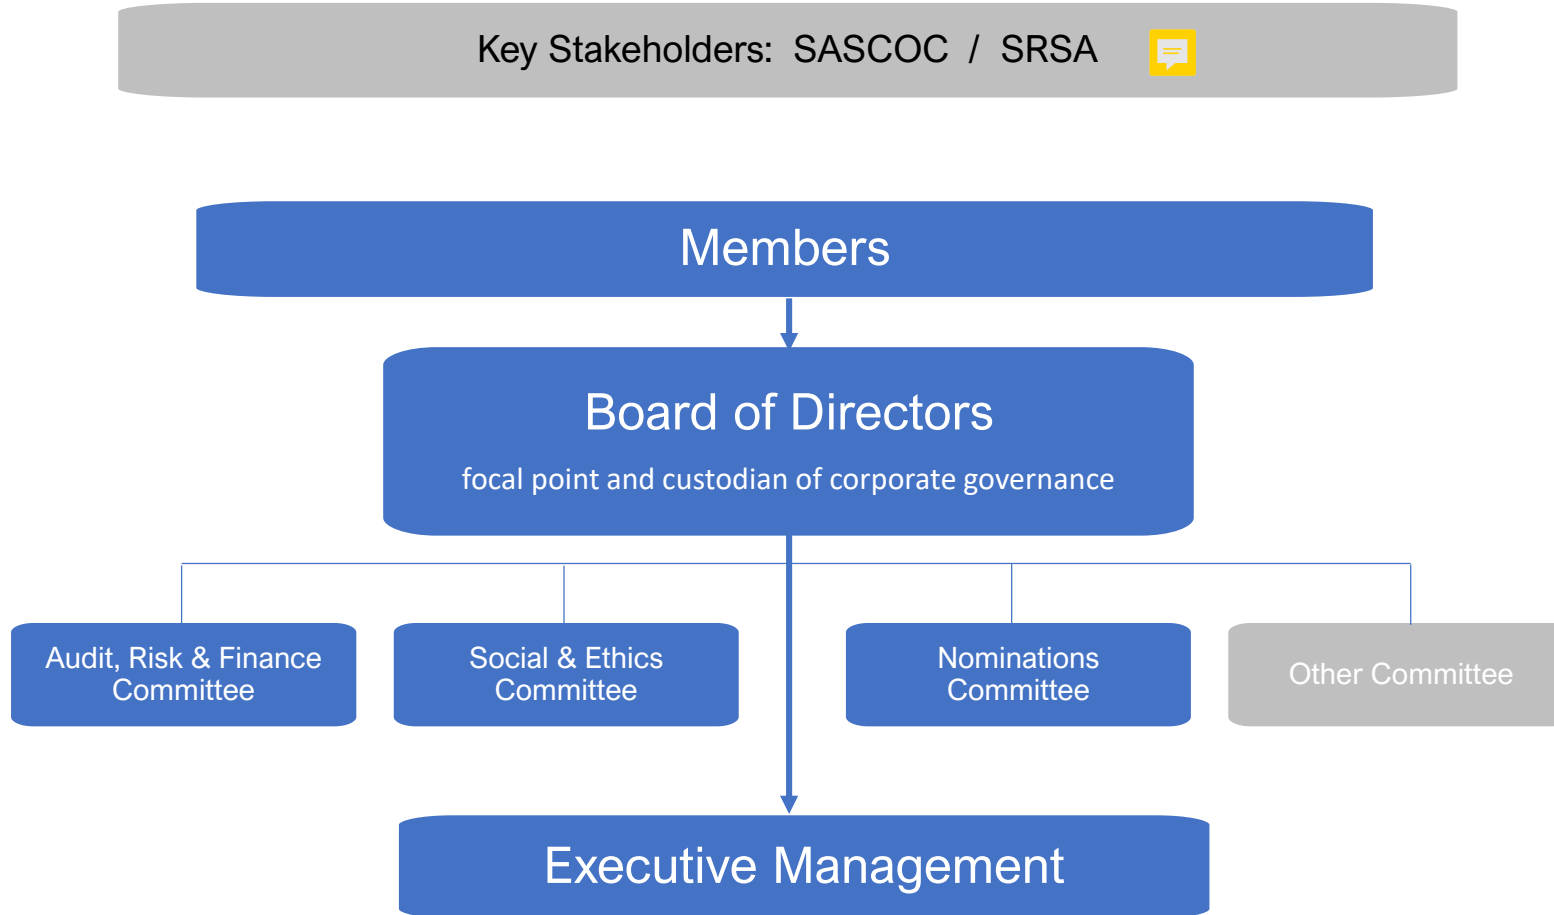 Key Stakeholders: SASCOC / SRSA
Members
Board of Directors
focal point and custodian of corporate governance
Audit, Risk & Finance
Committee
Social & Ethics
Committee
Nominations
Committee
Other Committee
Executive Management